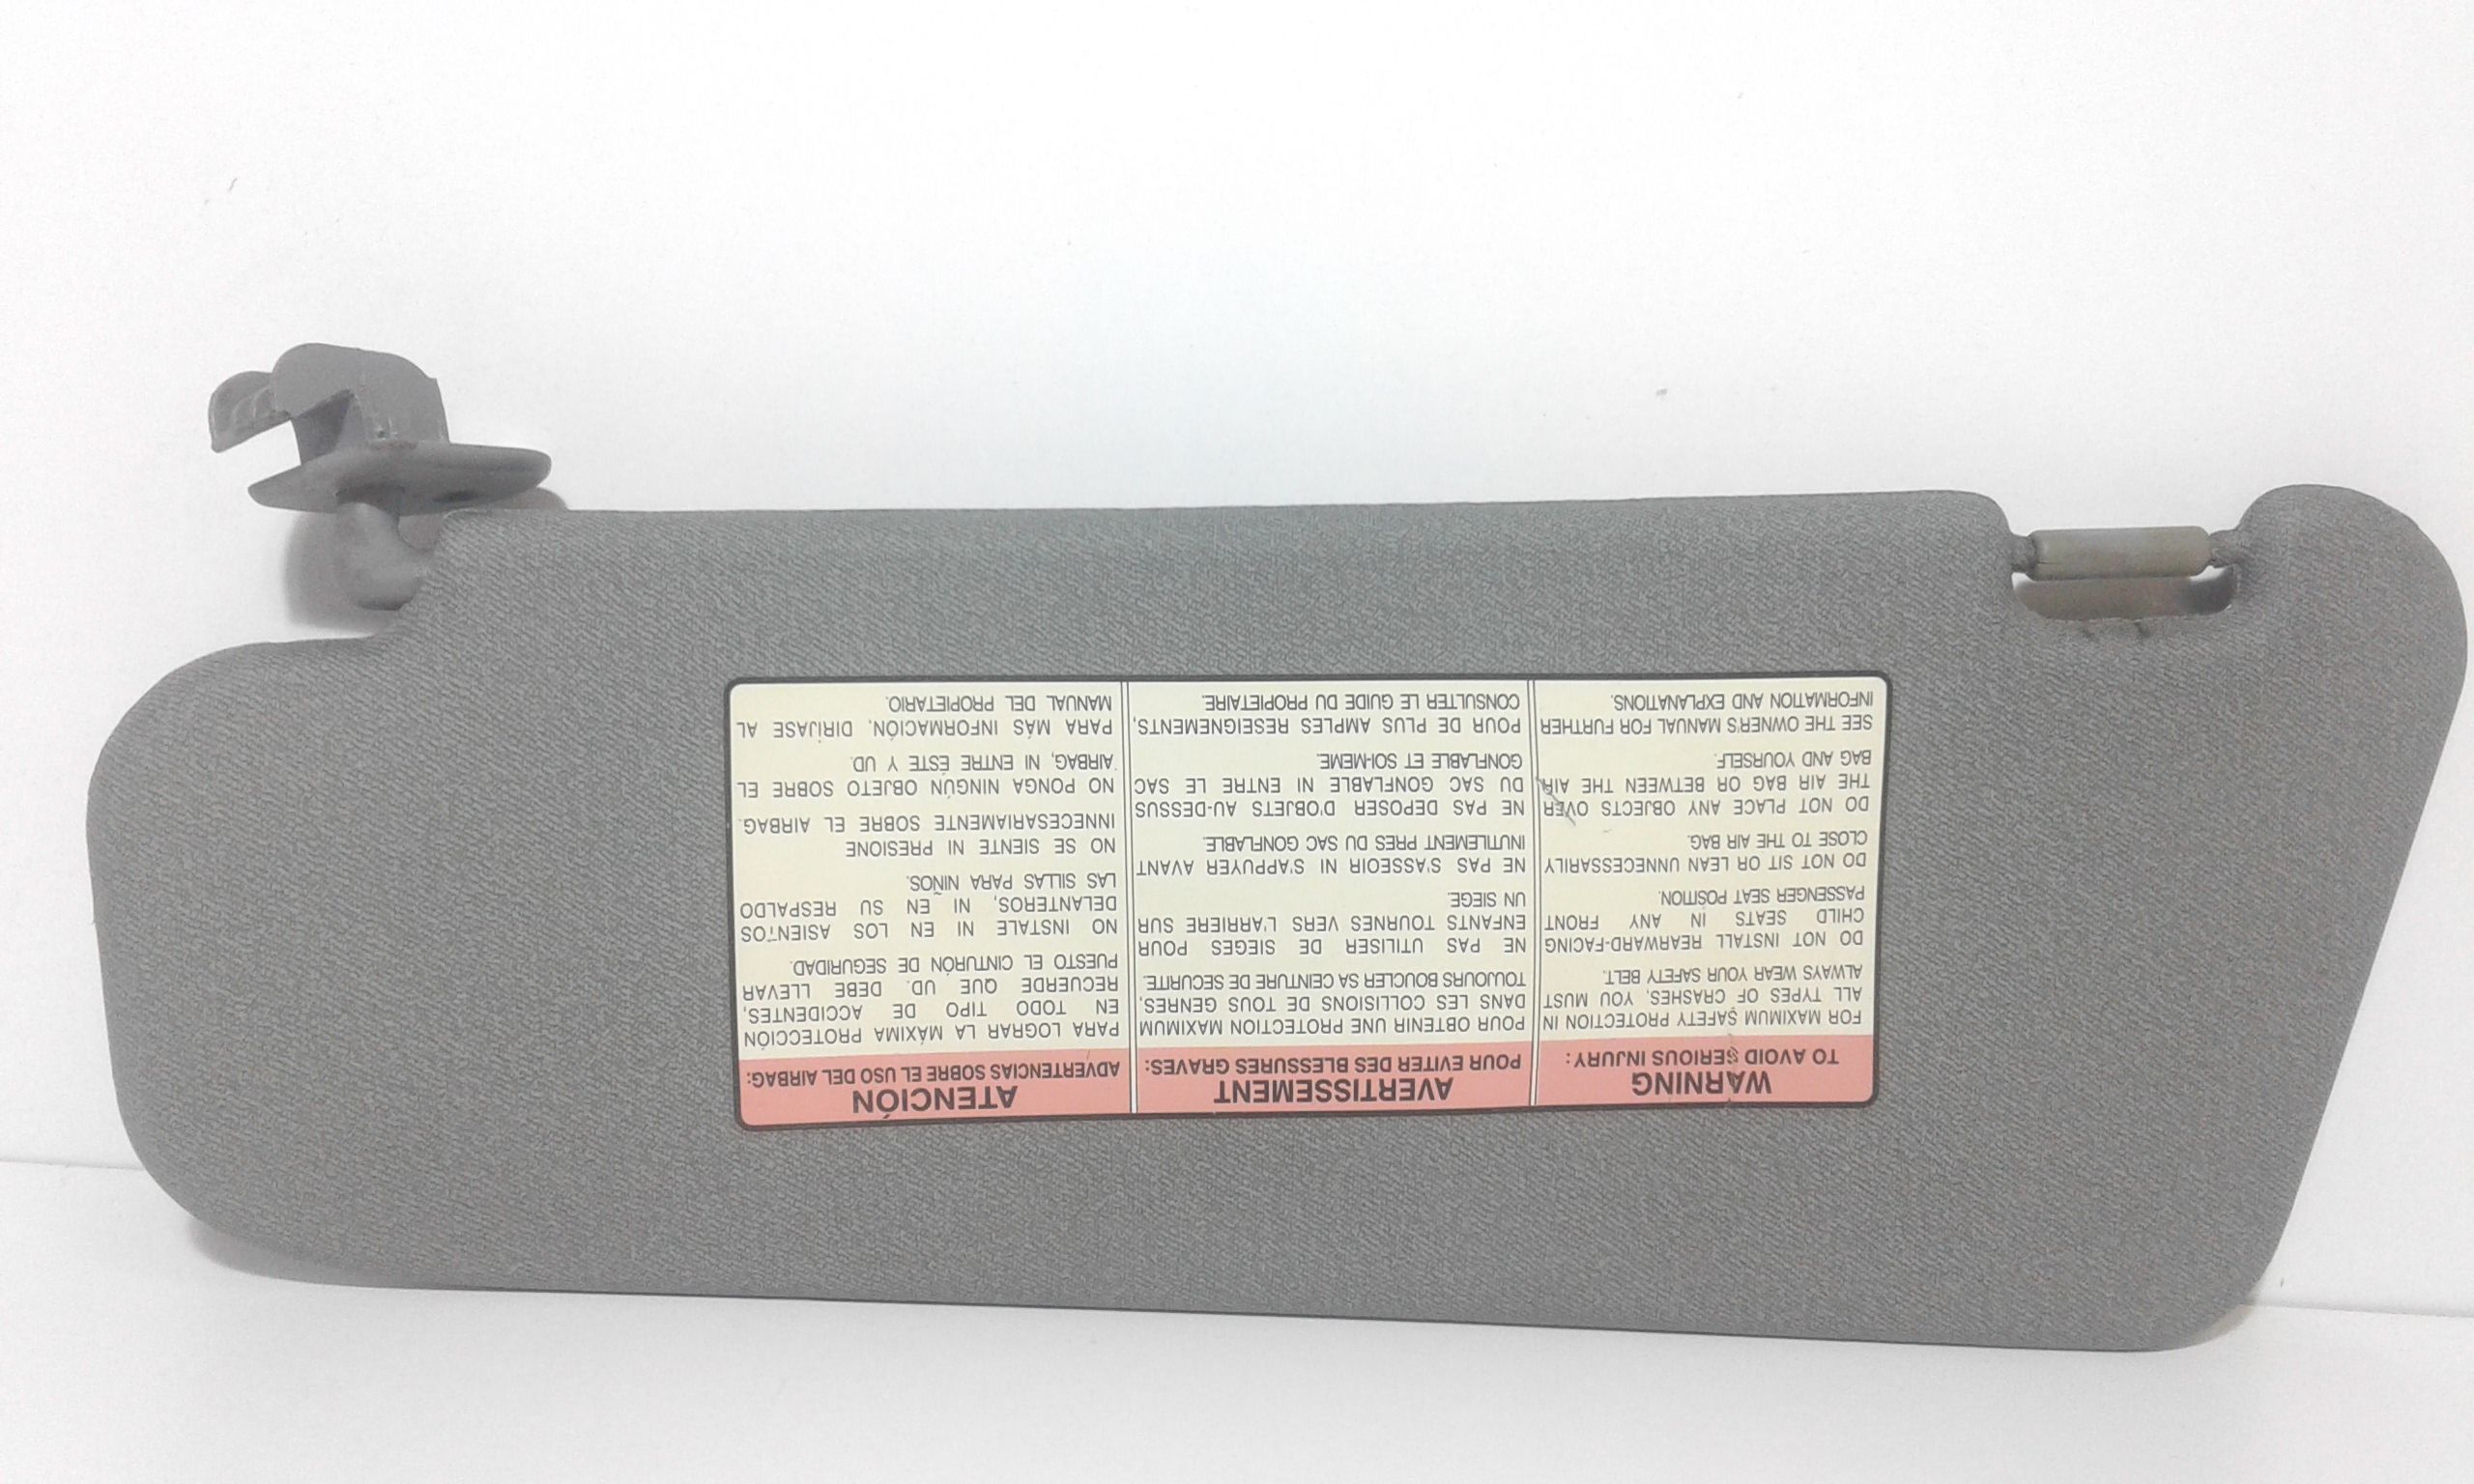 WARNING
TO AVOID SERIOUS INJURY:
FOR MAXIMUM SAFETY PROTECTION IN
ALL TYPES OF CRASHES, YOU MUST
ALWAYS WEAR YOUR SAFETY BELT.
DO NOT INSTALL REARWARD-FACING
CHILD SEATS IN ANY FRONT
PASSENGER SEAT POSITION.
DO NOT SIT OR LEAN UNNECESSARILY
CLOSE TO THE AIR BAG.
DO NOT PLACE ANY OBJECTS OVER
THE AIR BAG OR BETWEEN THE AIR
BAG AND YOURSELF.
SEE THE OWNER'S MANUAL FOR FURTHER
INFORMATION AND EXPLANATIONS.
AVERTISSEMENT
POUR EVITER DES BLESSURES GRAVES:
POUR OBTENIR UNE PROTECTION MAXIMUM
DANS LES COLLISIONS DE TOUS GENRES,
TOUJOURS BOUCLER SA CEINTURE DE SECURITE.
NE PAS UTILISER DE SIEGES POUR
ENFANTS TOURNES VERS L'ARRIERE SUR
UN SIEGE.
NE PAS S'ASSEOIR NI S'APPUYER AVANT
INUTILEMENT PRES DU SAC GONFLABLE.
NE PAS DEPOSER D'OBJETS AU-DESSUS
DU SAC GONFLABLE NI ENTRE LE SAC
GONFLABLE ET SOI-MEME.
POUR DE PLUS AMPLES RESEIGNEMENTS,
CONSULTER LE GUIDE DU PROPRIETAIRE.
ATENCIÓN
ADVERTENCIAS SOBRE EL USO DEL AIRBAG:
PARA LOGRAR LA MÁXIMA PROTECCIÓN
EN TODO TIPO DE ACCIDENTES,
RECUERDE QUE UD. DEBE LLEVAR
PUESTO EL CINTURÓN DE SEGURIDAD.
NO INSTALE NI EN LOS ASIENTOS
DELANTEROS, NI EN SU RESPALDO
LAS SILLAS PARA NIÑOS.
NO SE SIENTE NI PRESIONE
INNECESARIAMENTE SOBRE EL AIRBAG.
NO PONGA NINGÚN OBJETO SOBRE EL
AIRBAG, NI ENTRE ÉSTE Y UD.
PARA MÁS INFORMACIÓN, DIRÍJASE AL
MANUAL DEL PROPIETARIO.